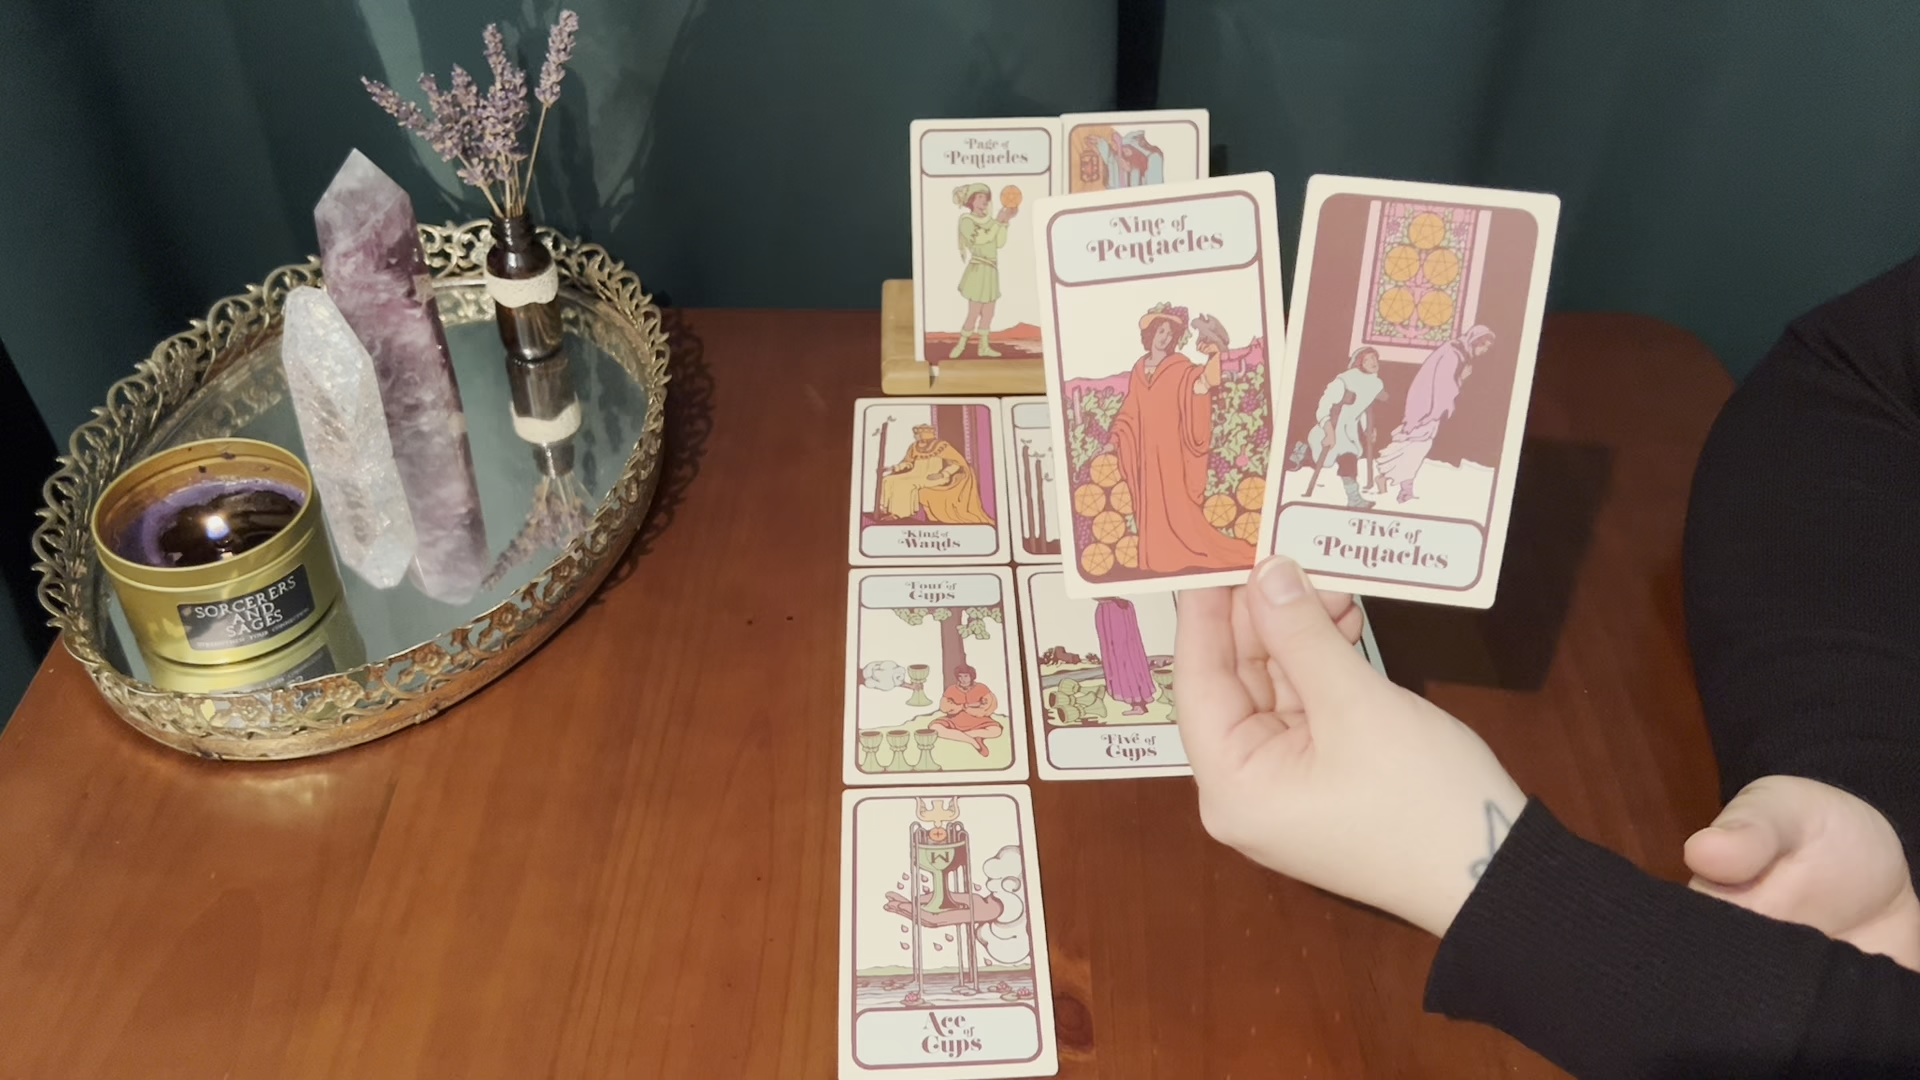 Page of
Pentacles
Nine of
Pentacles
Five of
Pentacles
King of
Wands
Four of
Cups
Five of
Cups
Ace
of
Cups
SORCERERS
AND
SAGES